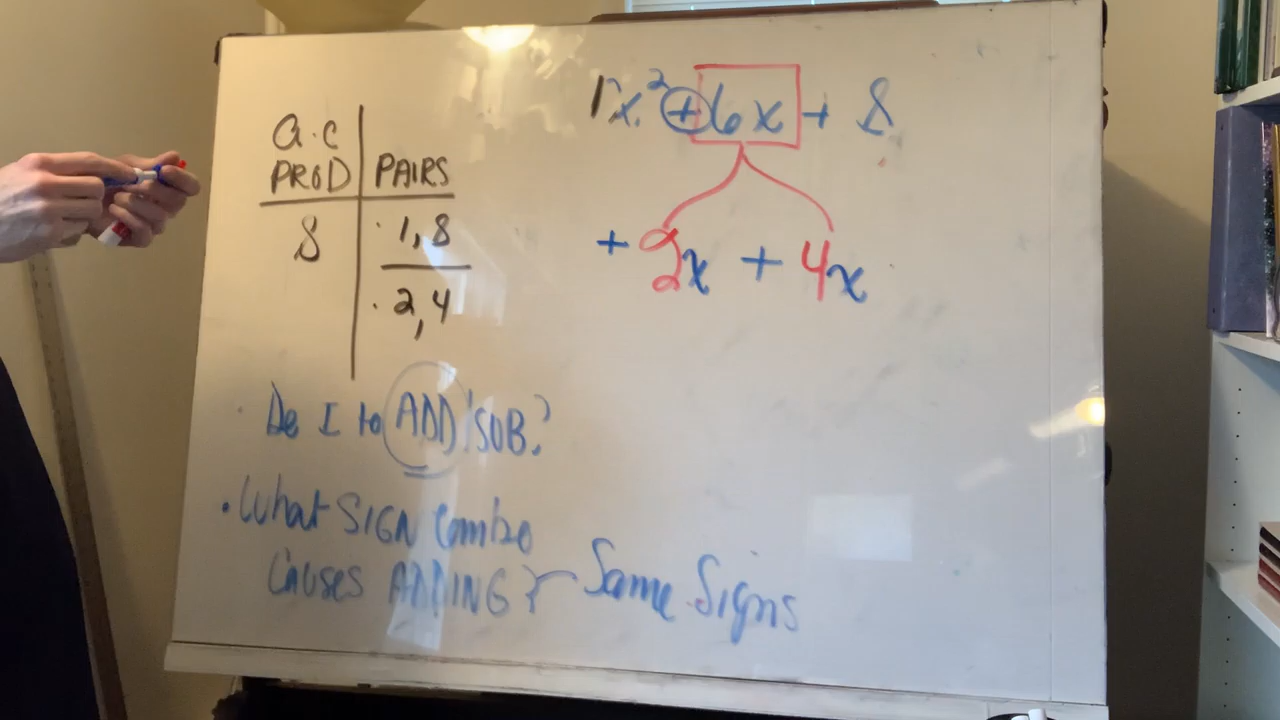 1x² + 6x + 8
a·c
PROD
PAIRS
8
· 1,8
· 2,4
+ 2x + 4x
· Do I to ADD/SUB?
· What SIGN Combo
Causes ADDING } Same Signs